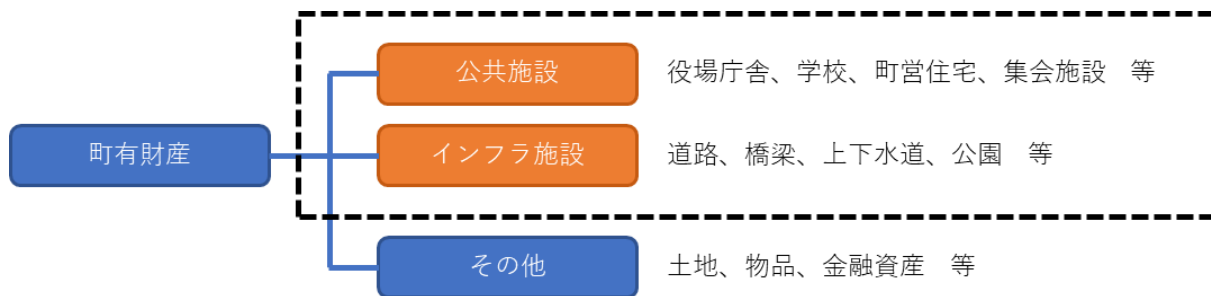 公共施設　役場庁舎、学校、町営住宅、集会施設　等
町有財産　インフラ施設　道路、橋梁、上下水道、公園　等
その他　土地、物品、金融資産　等